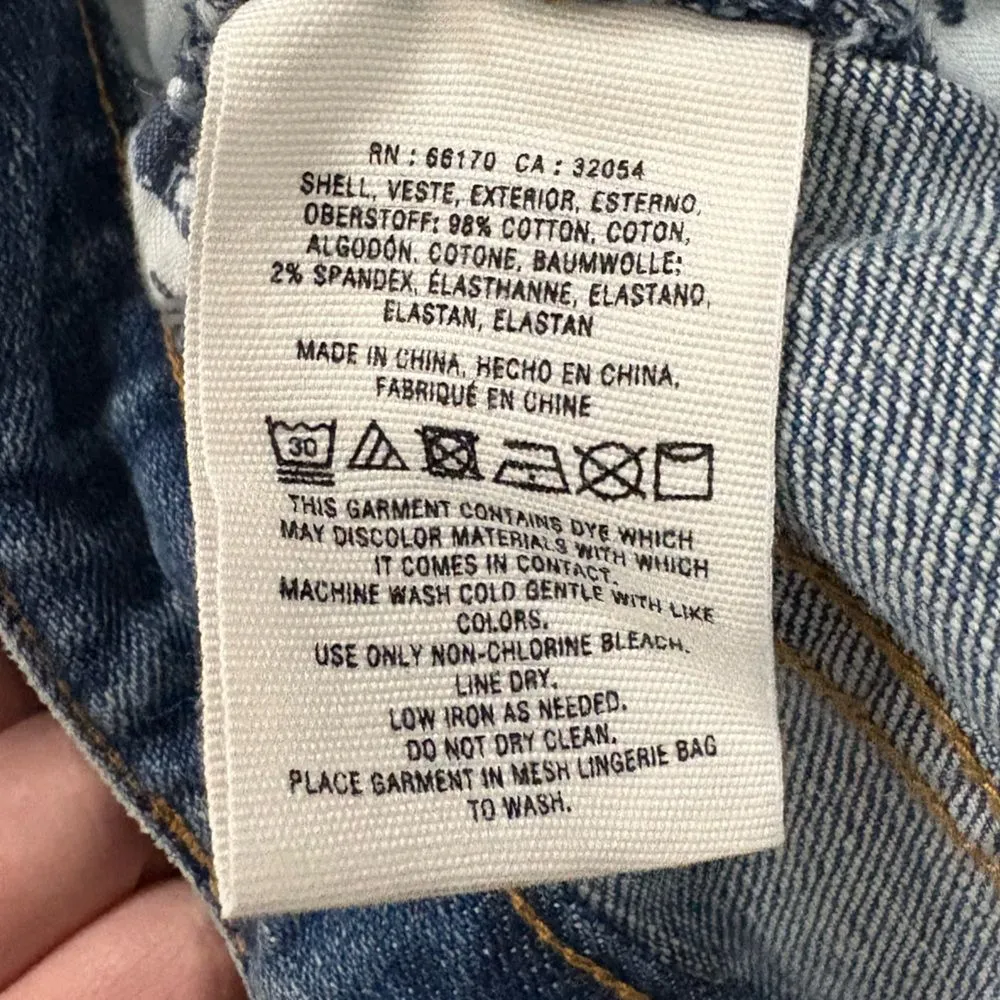 RN : 66170 CA : 32054
SHELL, VESTE, EXTERIOR, ESTERNO,
OBERSTOFF: 98% COTTON, COTON,
ALGODÓN, COTONE, BAUMWOLLE;
2% SPANDEX, ÉLASTHANNE, ELASTANO,
ELASTAN, ELASTAN
MADE IN CHINA, HECHO EN CHINA,
FABRIQUÉ EN CHINE
30
THIS GARMENT CONTAINS DYE WHICH
MAY DISCOLOR MATERIALS WITH WHICH
IT COMES IN CONTACT.
MACHINE WASH COLD GENTLE WITH LIKE
COLORS.
USE ONLY NON-CHLORINE BLEACH.
LINE DRY.
LOW IRON AS NEEDED.
DO NOT DRY CLEAN.
PLACE GARMENT IN MESH LINGERIE BAG
TO WASH.